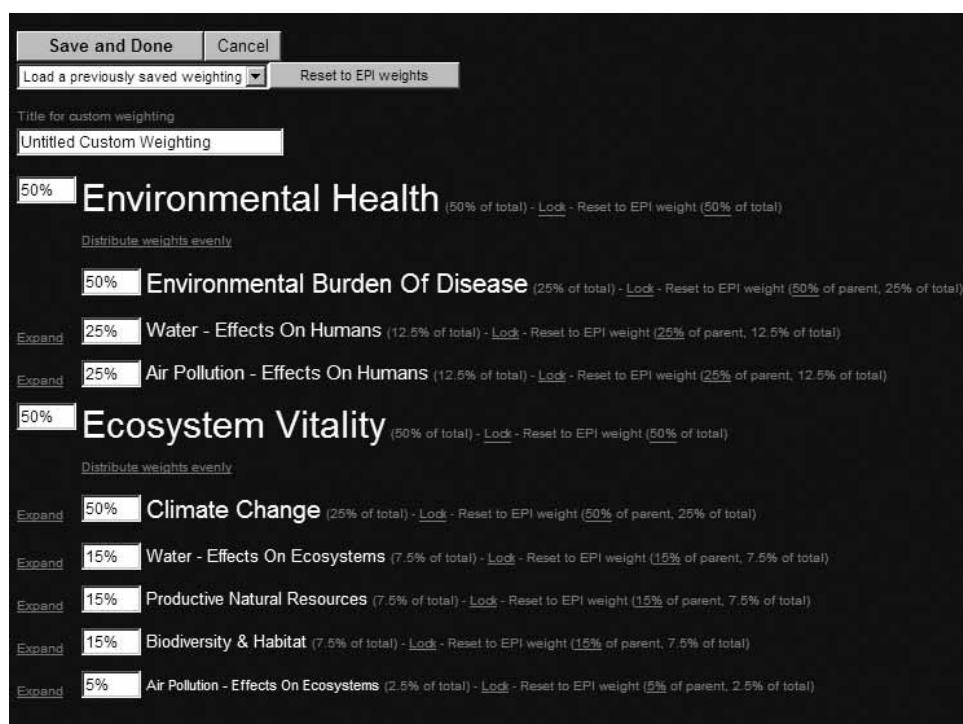 Save and Done Cancel
Load a previously saved weighting Reset to EPI weights
Title for custom weighting
Untitled Custom Weighting
50% Environmental Health (50% of total) - Lock - Reset to EPI weight (50% of total)
Distribute weights evenly
50% Environmental Burden Of Disease (25% of total) - Lock - Reset to EPI weight (50% of parent, 25% of total)
Expand 25% Water - Effects On Humans (12.5% of total) - Lock - Reset to EPI weight (25% of parent, 12.5% of total)
Expand 25% Air Pollution - Effects On Humans (12.5% of total) - Lock - Reset to EPI weight (25% of parent, 12.5% of total)
50% Ecosystem Vitality (50% of total) - Lock - Reset to EPI weight (50% of total)
Distribute weights evenly
Expand 50% Climate Change (25% of total) - Lock - Reset to EPI weight (50% of parent, 25% of total)
Expand 15% Water - Effects On Ecosystems (7.5% of total) - Lock - Reset to EPI weight (15% of parent, 7.5% of total)
Expand 15% Productive Natural Resources (7.5% of total) - Lock - Reset to EPI weight (15% of parent, 7.5% of total)
Expand 15% Biodiversity & Habitat (7.5% of total) - Lock - Reset to EPI weight (15% of parent, 7.5% of total)
Expand 5% Air Pollution - Effects On Ecosystems (2.5% of total) - Lock - Reset to EPI weight (5% of parent, 2.5% of total)